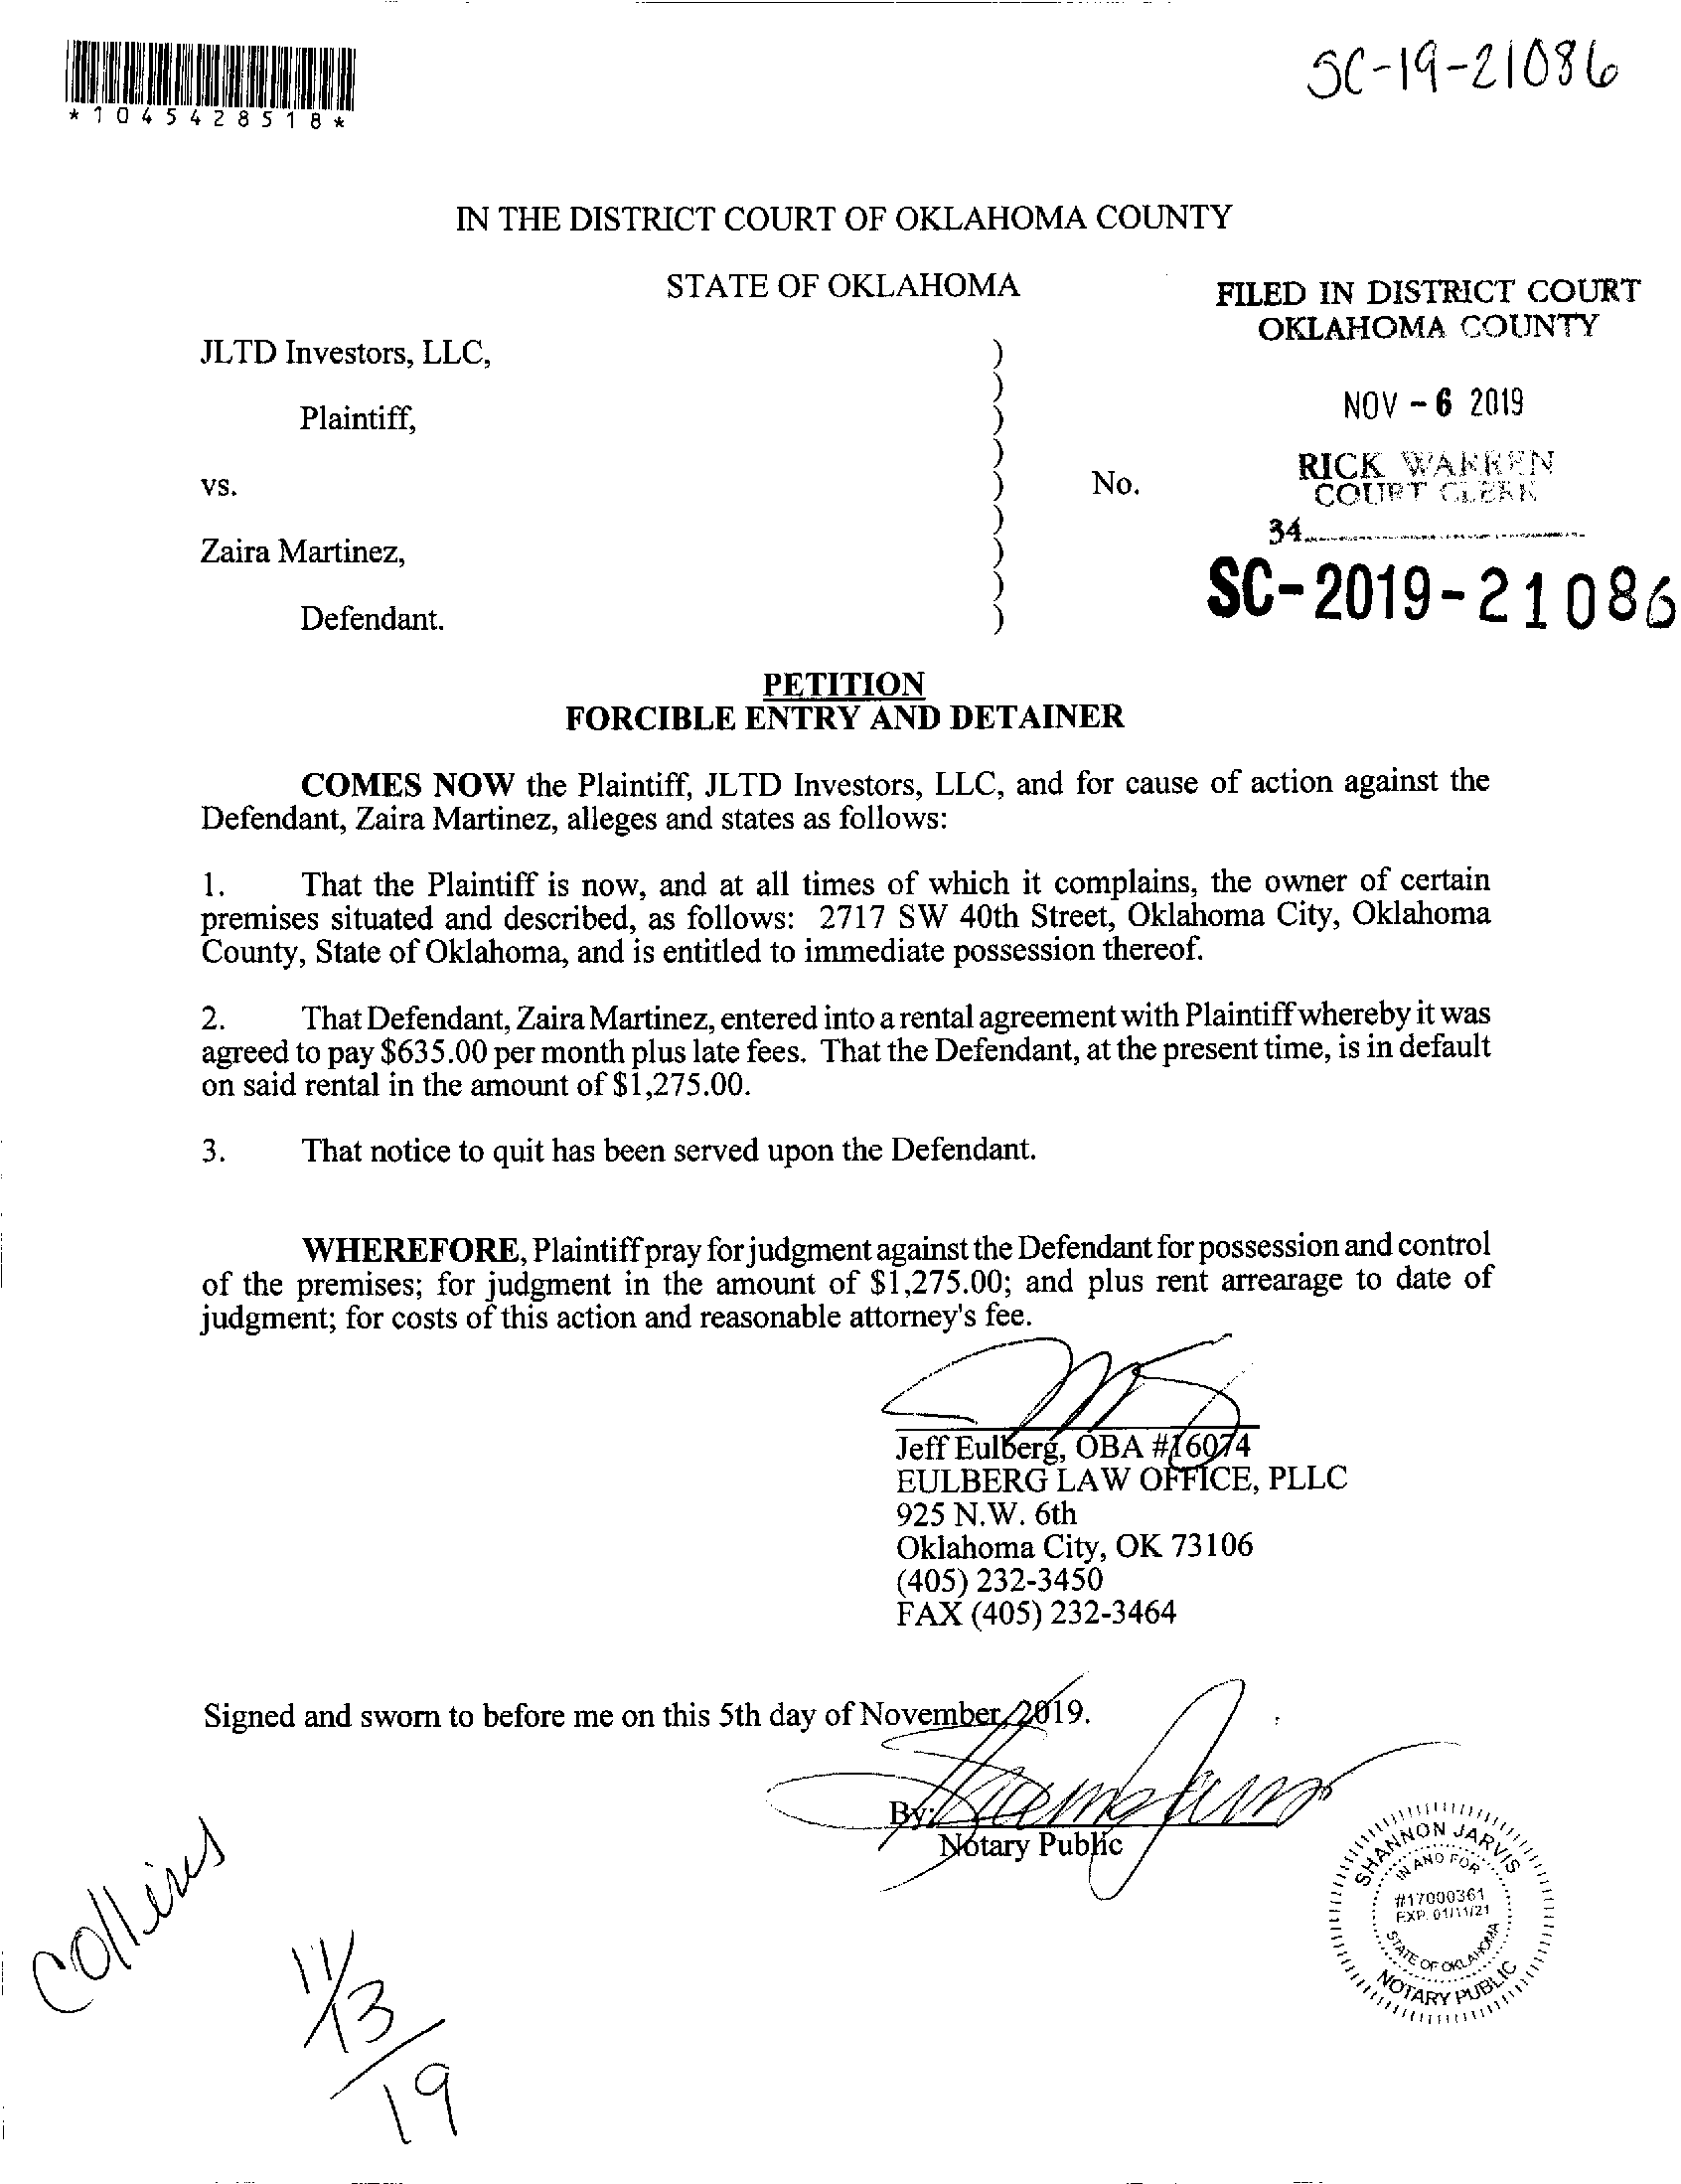 SC-19-21086
*1045428518*
IN THE DISTRICT COURT OF OKLAHOMA COUNTY
STATE OF OKLAHOMA
FILED IN DISTRICT COURT
OKLAHOMA COUNTY
NOV - 6 2019
RICK WARREN
COURT CLERK
34
SC-2019-21086
JLTD Investors, LLC,
Plaintiff,
vs.
Zaira Martinez,
Defendant.
)
)
)
)
)
)
)
)
)
No.
PETITION
FORCIBLE ENTRY AND DETAINER
COMES NOW the Plaintiff, JLTD Investors, LLC, and for cause of action against the
Defendant, Zaira Martinez, alleges and states as follows:
1. That the Plaintiff is now, and at all times of which it complains, the owner of certain
premises situated and described, as follows: 2717 SW 40th Street, Oklahoma City, Oklahoma
County, State of Oklahoma, and is entitled to immediate possession thereof.
2. That Defendant, Zaira Martinez, entered into a rental agreement with Plaintiff whereby it was
agreed to pay $635.00 per month plus late fees. That the Defendant, at the present time, is in default
on said rental in the amount of $1,275.00.
3. That notice to quit has been served upon the Defendant.
WHEREFORE, Plaintiff pray for judgment against the Defendant for possession and control
of the premises; for judgment in the amount of $1,275.00; and plus rent arrearage to date of
judgment; for costs of this action and reasonable attorney's fee.
Jeff Eulberg, OBA #16074
EULBERG LAW OFFICE, PLLC
925 N.W. 6th
Oklahoma City, OK 73106
(405) 232-3450
FAX (405) 232-3464
Signed and sworn to before me on this 5th day of November, 2019.
By:
Notary Public
SHANNON JARVIS
IN AND FOR
#17000361
EXP. 01/11/21
STATE OF OKLAHOMA
NOTARY PUBLIC
Collins
11/13/19